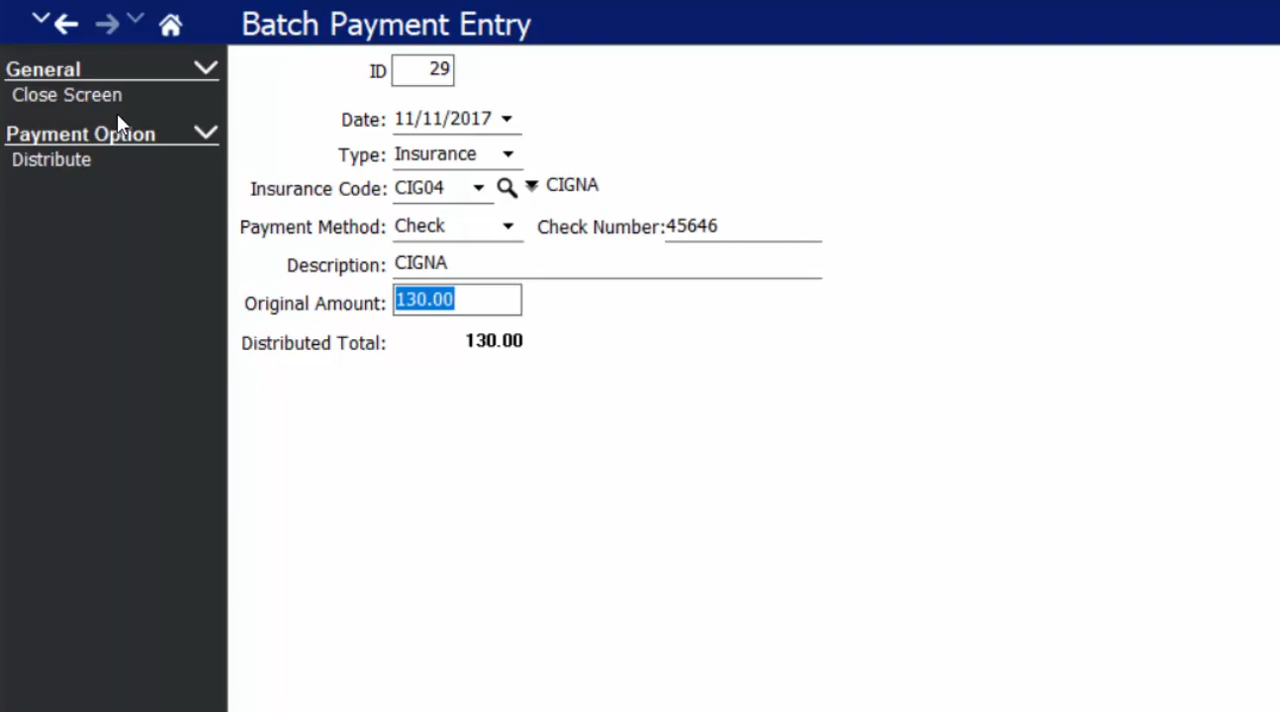 Batch Payment Entry
General
Close Screen
Payment Option
Distribute
ID 29
Date: 11/11/2017
Type: Insurance
Insurance Code: CIG04 CIGNA
Payment Method: Check Check Number:45646
Description: CIGNA
Original Amount: 130.00
Distributed Total: 130.00